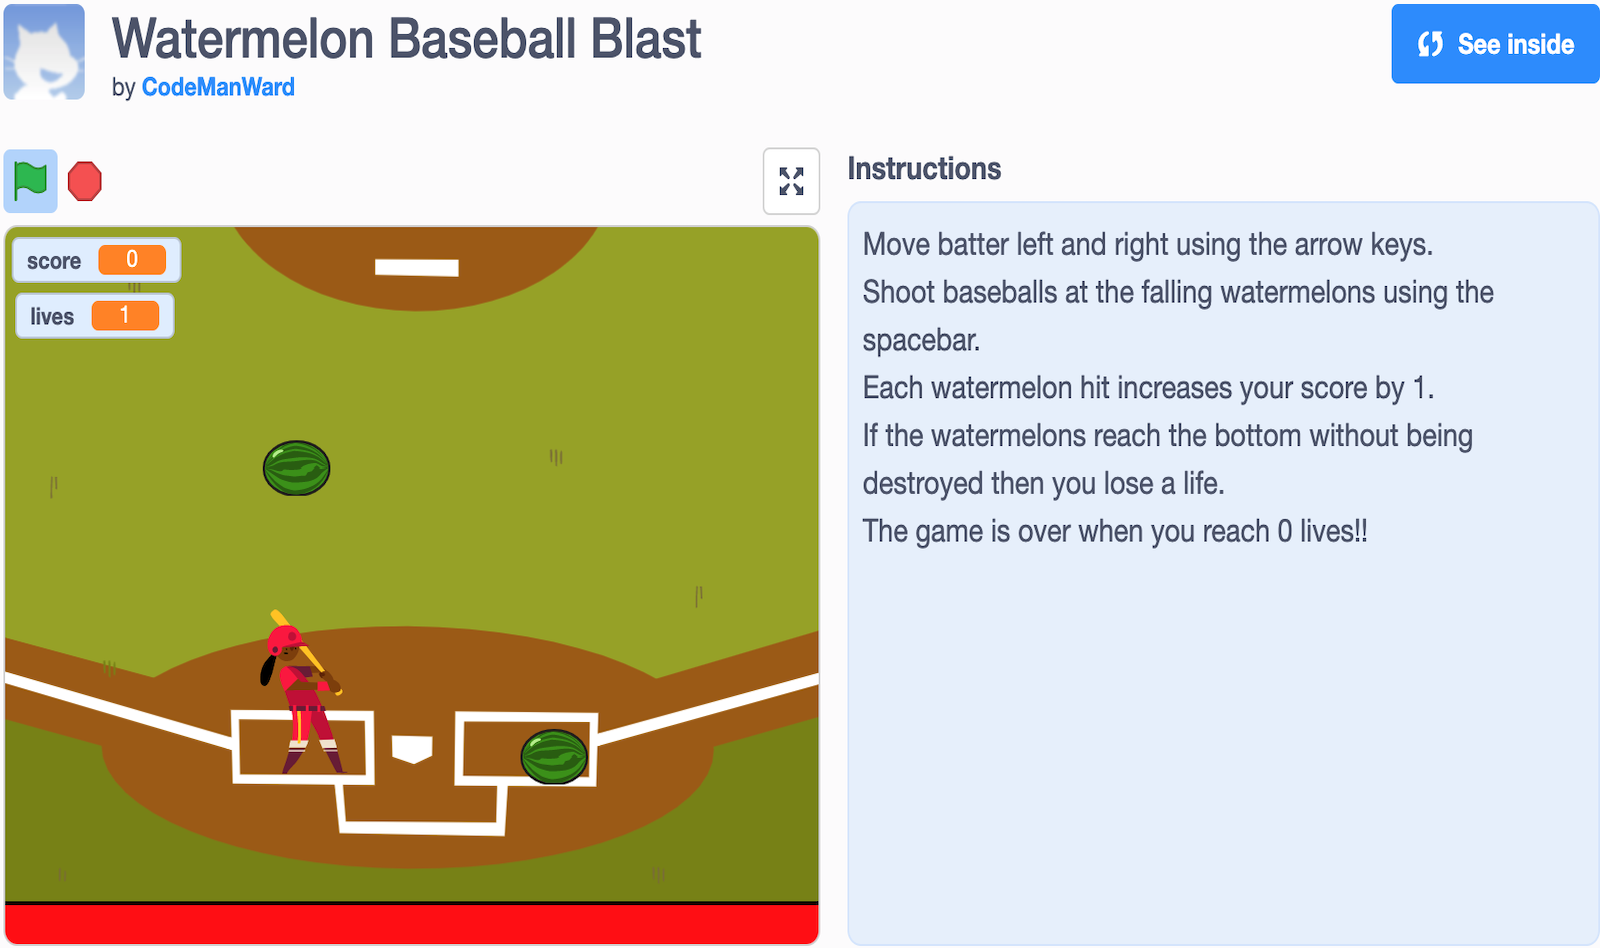 Watermelon Baseball Blast
by CodeManWard
See inside
Instructions
score 0
lives 1
Move batter left and right using the arrow keys.
Shoot baseballs at the falling watermelons using the
spacebar.
Each watermelon hit increases your score by 1.
If the watermelons reach the bottom without being
destroyed then you lose a life.
The game is over when you reach 0 lives!!